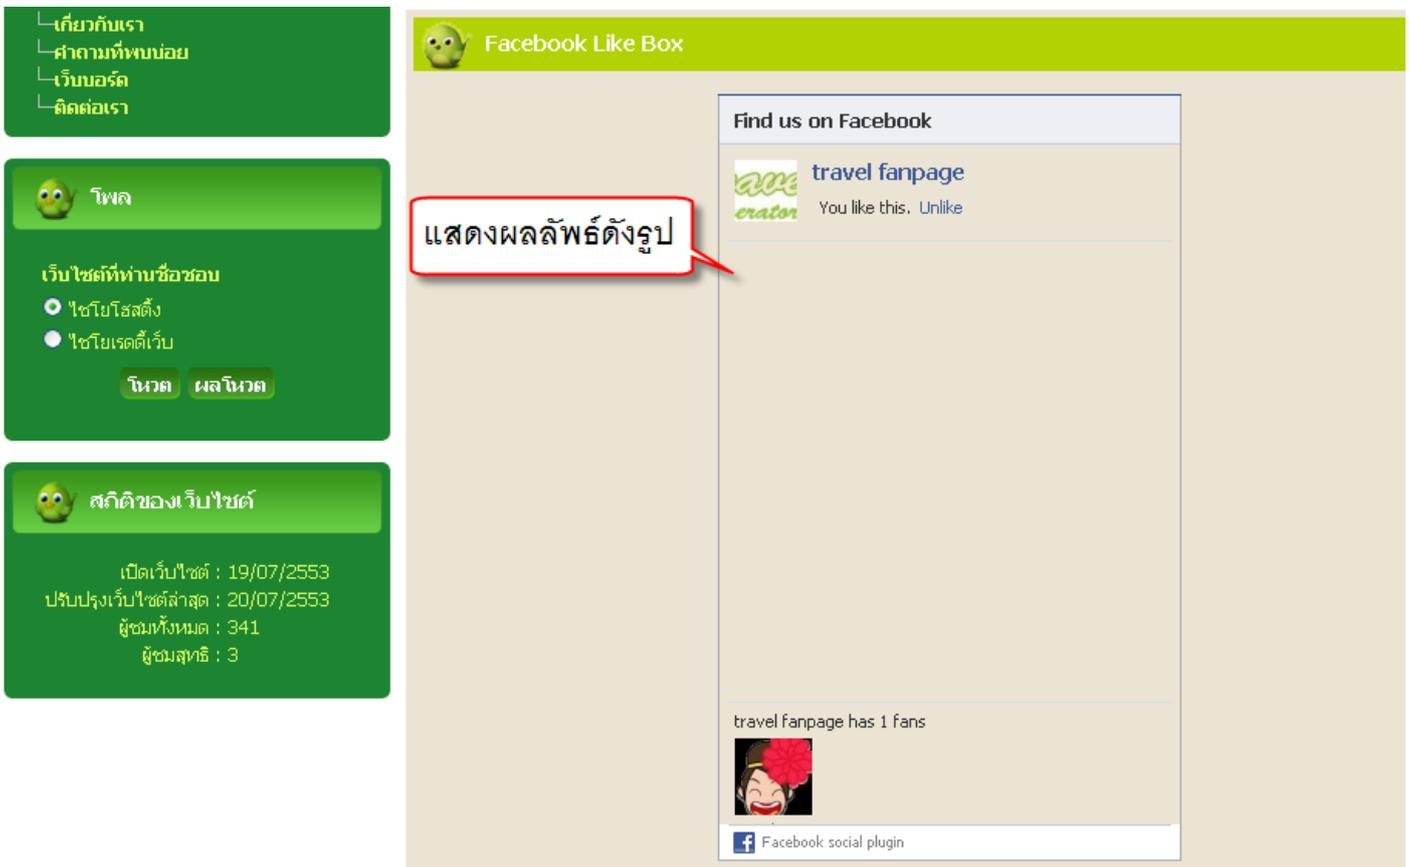 เกี่ยวกับเรา
คำถามที่พบบ่อย
เว็บบอร์ด
ติดต่อเรา
โพล
เว็บไซต์ที่ท่านชื่อชอบ
ไชโยโฮสติ้ง
ไชโยเรดดี้เว็บ
โหวต ผลโหวต
สถิติของเว็บไซต์
เปิดเว็บไซต์ : 19/07/2553
ปรับปรุงเว็บไซต์ล่าสุด : 20/07/2553
ผู้ชมทั้งหมด : 341
ผู้ชมสุทธิ : 3
Facebook Like Box
Find us on Facebook
travel fanpage
You like this. Unlike
erator
แสดงผลลัพธ์ดังรูป
travel fanpage has 1 fans
Facebook social plugin